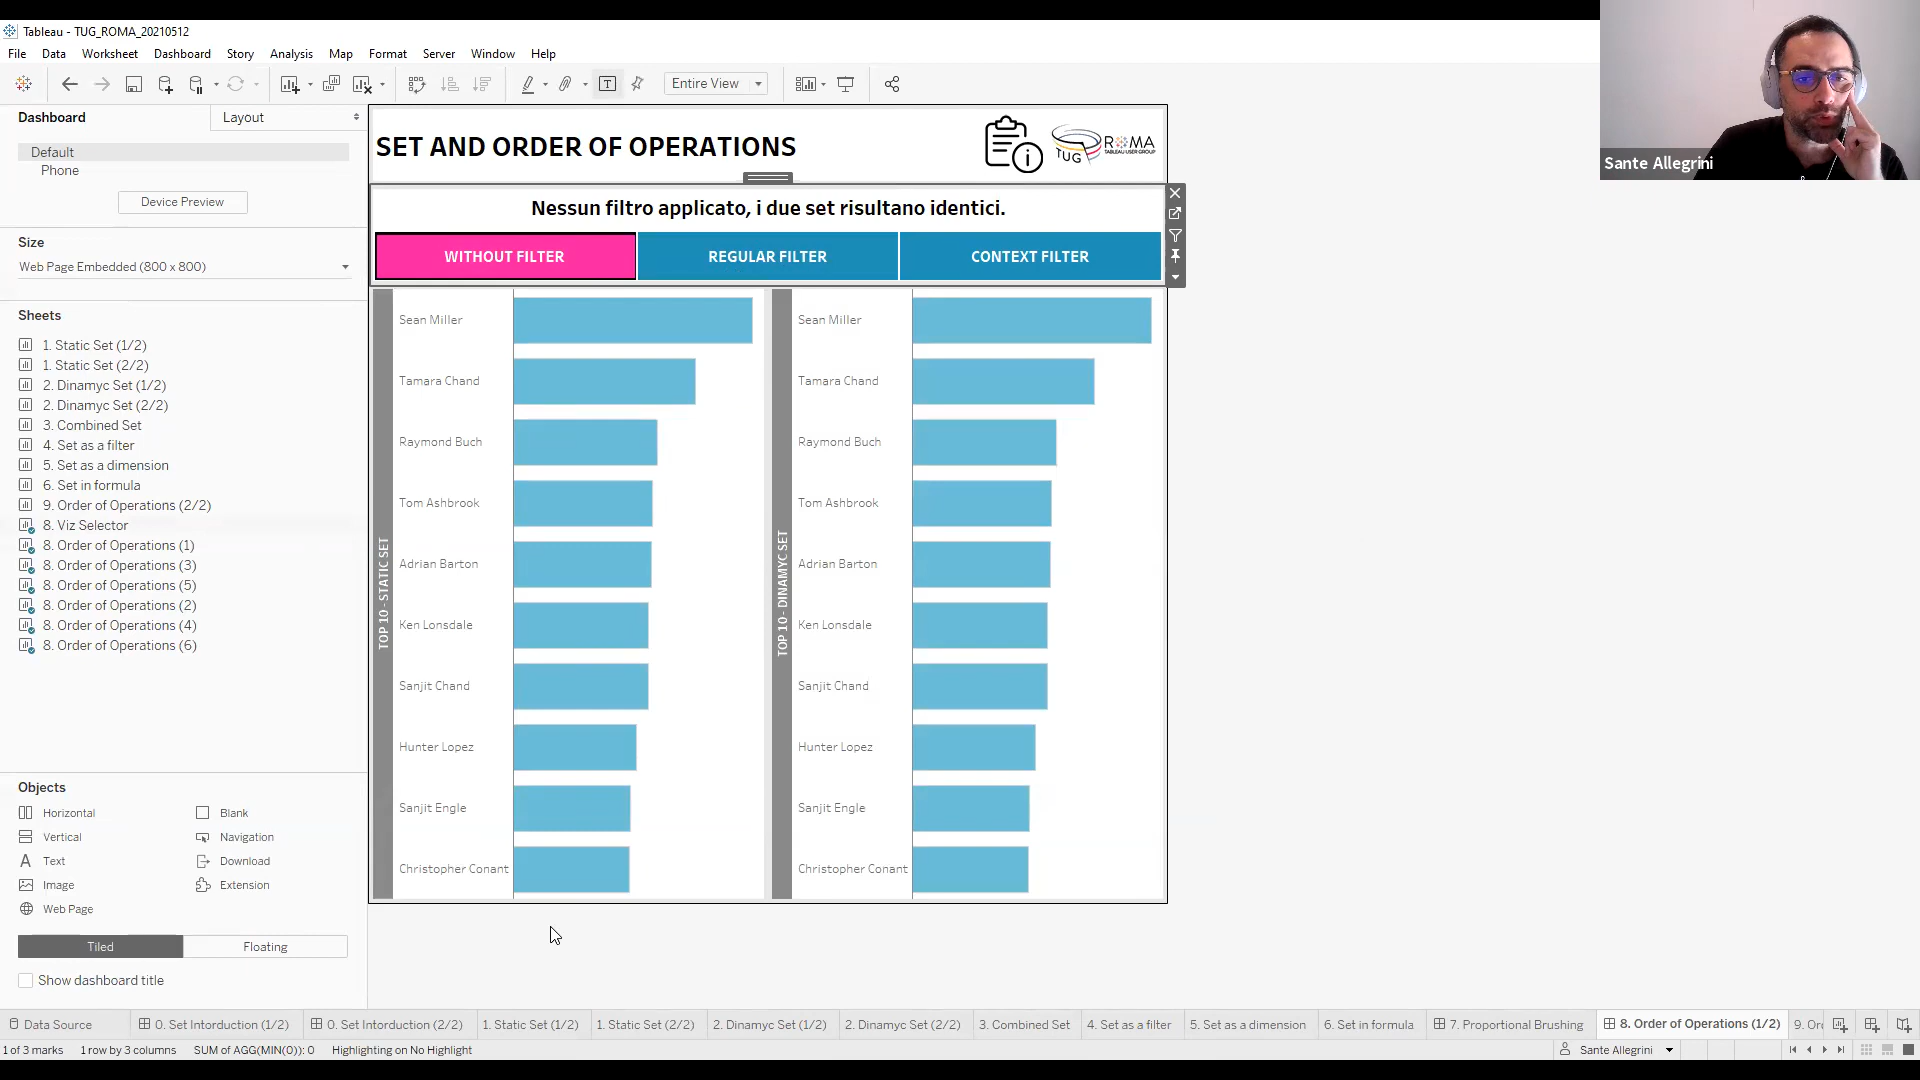 Tableau - TUG_ROMA_20210512
File Data Worksheet Dashboard Story Analysis Map Format Server Window Help
Entire View
Sante Allegrini
Dashboard
Layout
Default
Phone
Device Preview
Size
Web Page Embedded (800 x 800)
Sheets
1. Static Set (1/2)
1. Static Set (2/2)
2. Dinamyc Set (1/2)
2. Dinamyc Set (2/2)
3. Combined Set
4. Set as a filter
5. Set as a dimension
6. Set in formula
9. Order of Operations (2/2)
8. Viz Selector
8. Order of Operations (1)
8. Order of Operations (3)
8. Order of Operations (5)
8. Order of Operations (2)
8. Order of Operations (4)
8. Order of Operations (6)
Objects
Horizontal
Blank
Vertical
Navigation
Text
Download
Image
Extension
Web Page
Tiled
Floating
Show dashboard title
SET AND ORDER OF OPERATIONS
TUG
ROMA
TABLEAU USER GROUP
Nessun filtro applicato, i due set risultano identici.
WITHOUT FILTER
REGULAR FILTER
CONTEXT FILTER
TOP 10 - STATIC SET
Sean Miller
Tamara Chand
Raymond Buch
Tom Ashbrook
Adrian Barton
Ken Lonsdale
Sanjit Chand
Hunter Lopez
Sanjit Engle
Christopher Conant
TOP 10 - DINAMYC SET
Sean Miller
Tamara Chand
Raymond Buch
Tom Ashbrook
Adrian Barton
Ken Lonsdale
Sanjit Chand
Hunter Lopez
Sanjit Engle
Christopher Conant
Data Source
0. Set Intorduction (1/2)
0. Set Intorduction (2/2)
1. Static Set (1/2)
1. Static Set (2/2)
2. Dinamyc Set (1/2)
2. Dinamyc Set (2/2)
3. Combined Set
4. Set as a filter
5. Set as a dimension
6. Set in formula
7. Proportional Brushing
8. Order of Operations (1/2)
9. Or
1 of 3 marks
1 row by 3 columns
SUM of AGG(MIN(0)): 0
Highlighting on No Highlight
Sante Allegrini